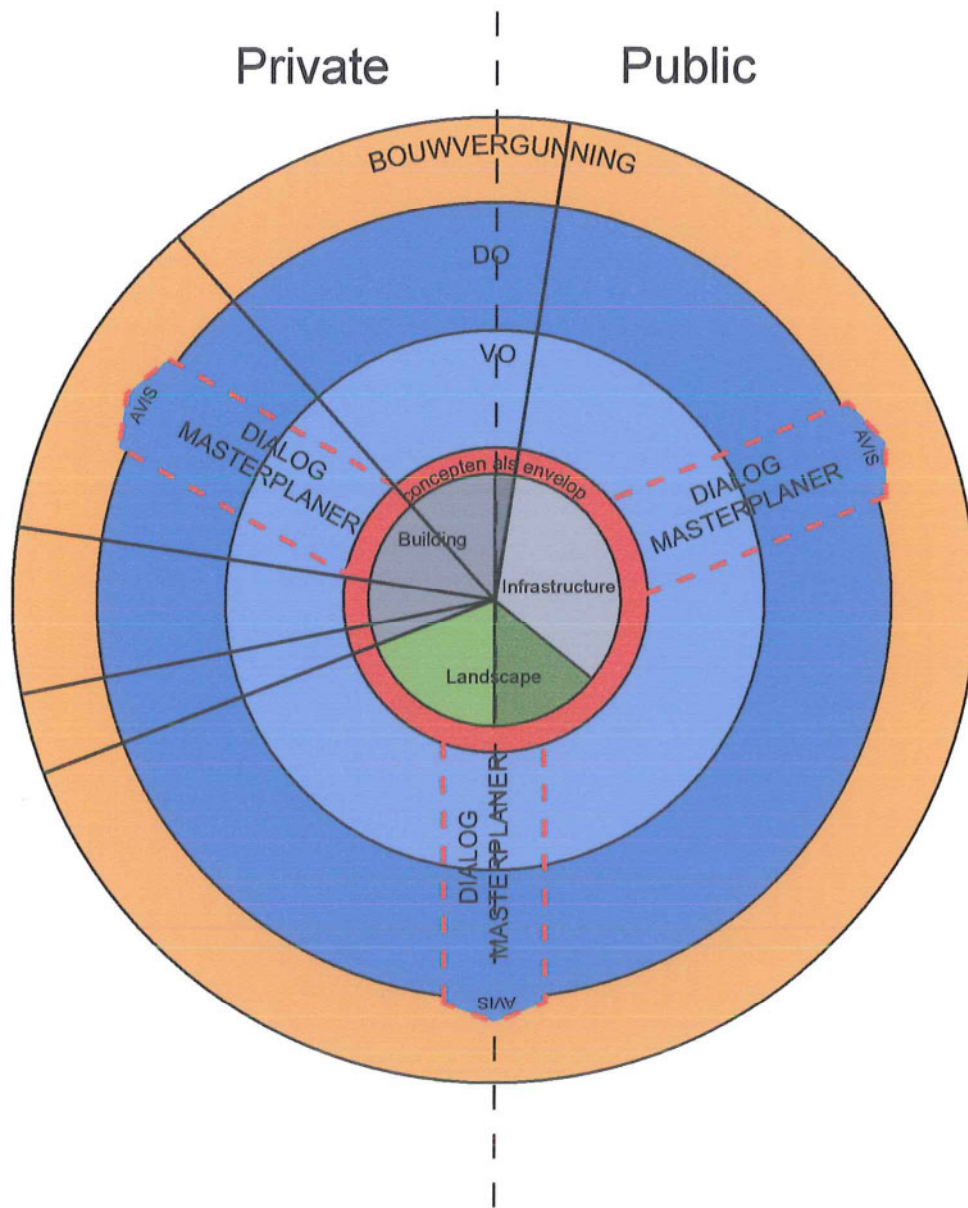 Private
Public
BOUWVERGUNNING
DO
VO
AVIS
DIALOG
MASTERPLANER
concepten als envelop
AVIS
DIALOG
MASTERPLANER
Building
Infrastructure
Landscape
DIALOG
MASTERPLANER
AVIS